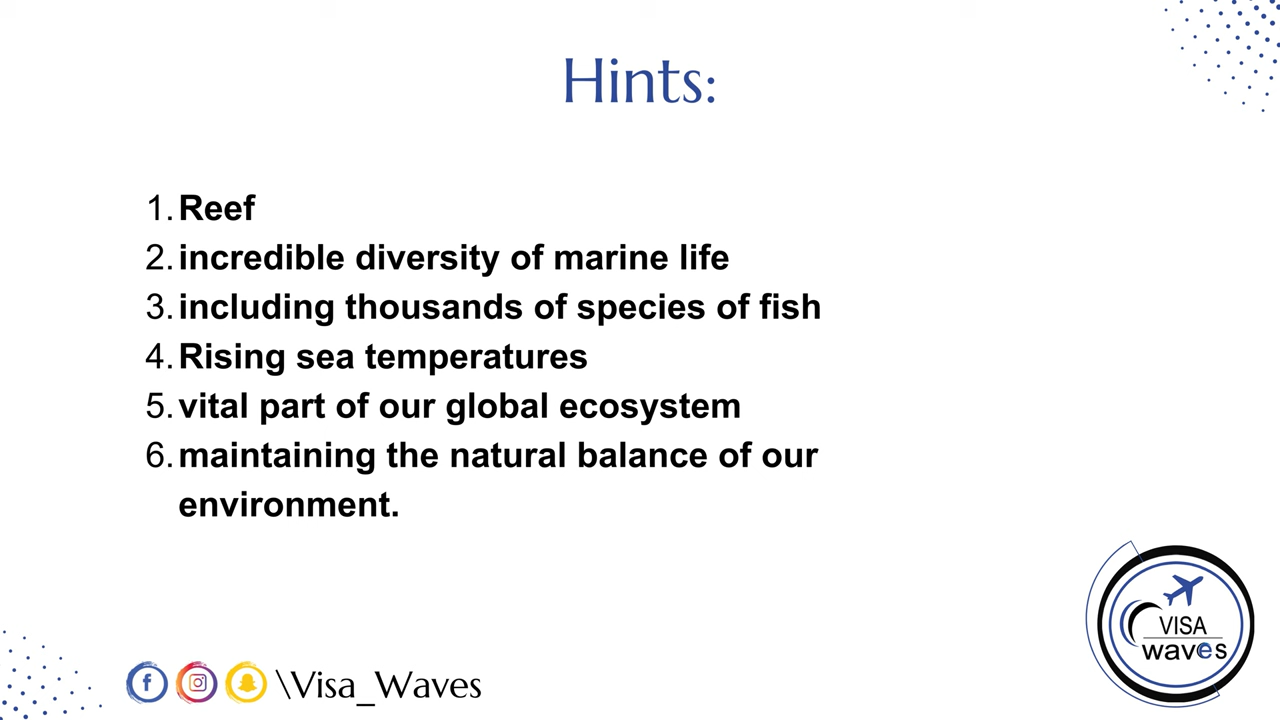 Hints:
1. Reef
2. incredible diversity of marine life
3. including thousands of species of fish
4. Rising sea temperatures
5. vital part of our global ecosystem
6. maintaining the natural balance of our
environment.
VISA
waves
\Visa_Waves